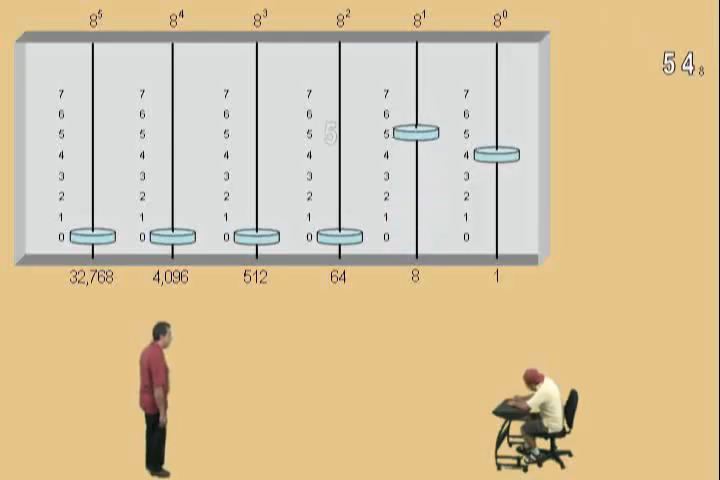 8⁵ 8⁴ 8³ 8² 8¹ 8⁰
54₈
7 7 7 7 7 7
6 6 6 6 6 6
5 5 5 5 5 5 5
4 4 4 4 4 4
3 3 3 3 3 3
2 2 2 2 2 2
1 1 1 1 1 1
0 0 0 0 0 0
32,768 4,096 512 64 8 1